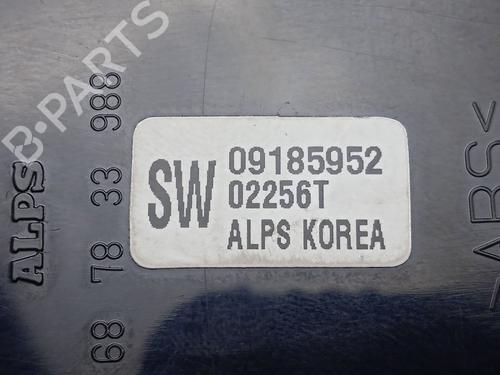 B-PARTS
SW 09185952
02256T
ALPS KOREA
ALPS
68 78 33 988
>ABS<